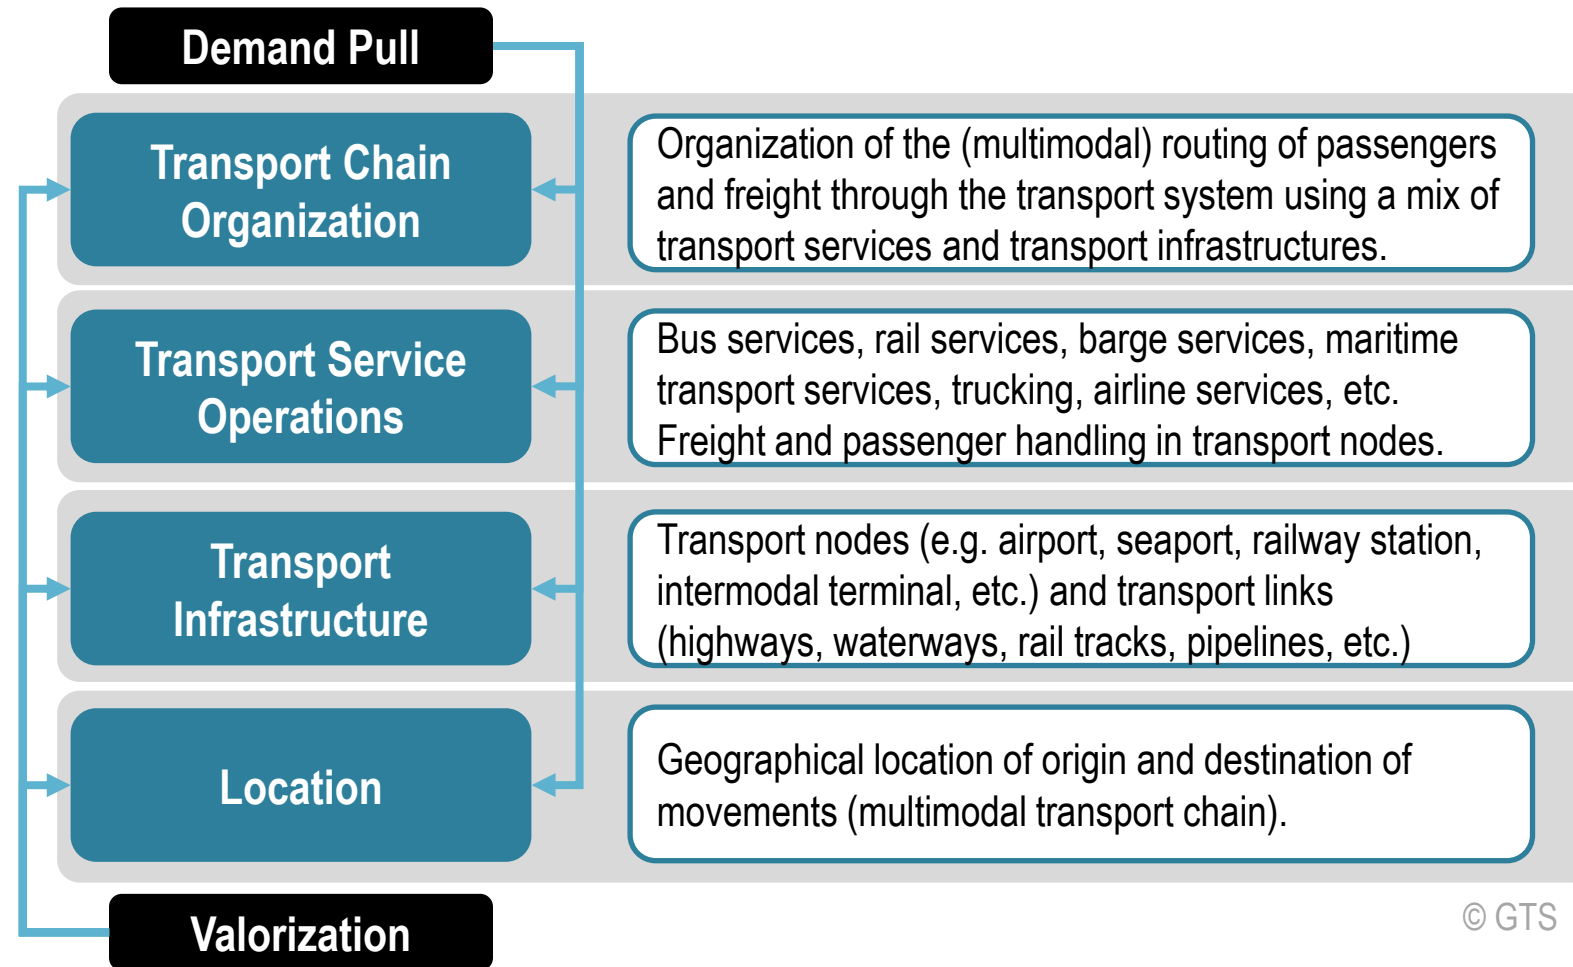 Demand Pull
Transport Chain
Organization
Organization of the (multimodal) routing of passengers
and freight through the transport system using a mix of
transport services and transport infrastructures.
Transport Service
Operations
Bus services, rail services, barge services, maritime
transport services, trucking, airline services, etc.
Freight and passenger handling in transport nodes.
Transport
Infrastructure
Transport nodes (e.g. airport, seaport, railway station,
intermodal terminal, etc.) and transport links
(highways, waterways, rail tracks, pipelines, etc.)
Location
Geographical location of origin and destination of
movements (multimodal transport chain).
Valorization
© GTS